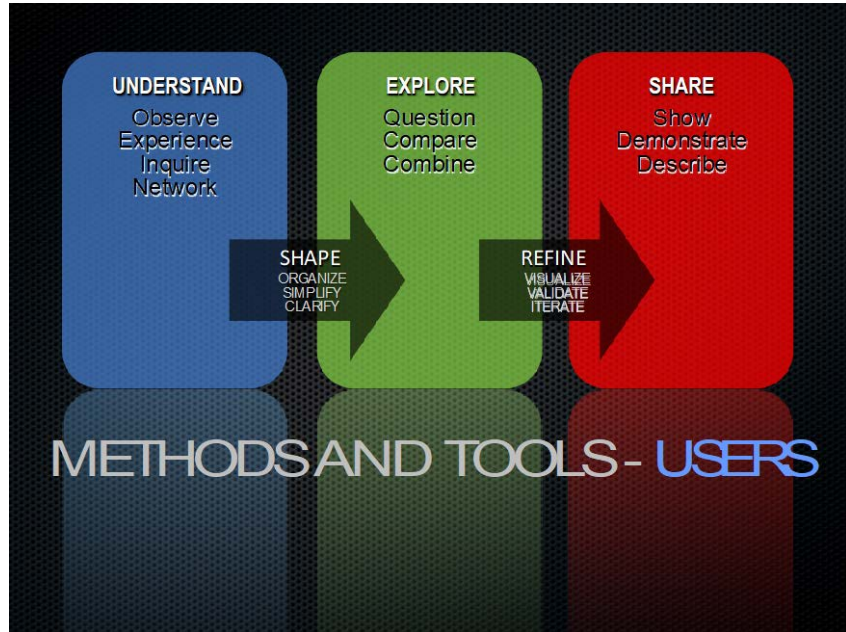 UNDERSTAND
Observe
Experience
Inquire
Network
SHAPE
ORGANIZE
SIMPLIFY
CLARIFY
EXPLORE
Question
Compare
Combine
REFINE
VISUALIZE
VALIDATE
ITERATE
SHARE
Show
Demonstrate
Describe
METHODS AND TOOLS - USERS